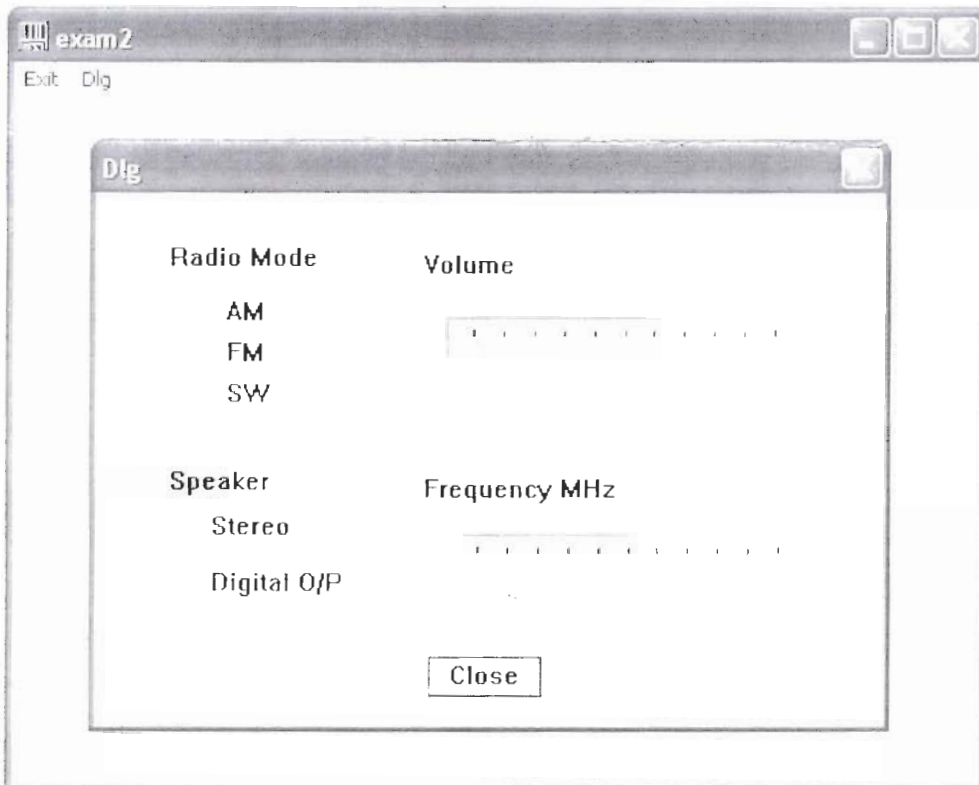 exam2
Exit Dlg
Dlg
Radio Mode
AM
FM
SW
Volume
Speaker
Stereo
Digital O/P
Frequency MHz
Close